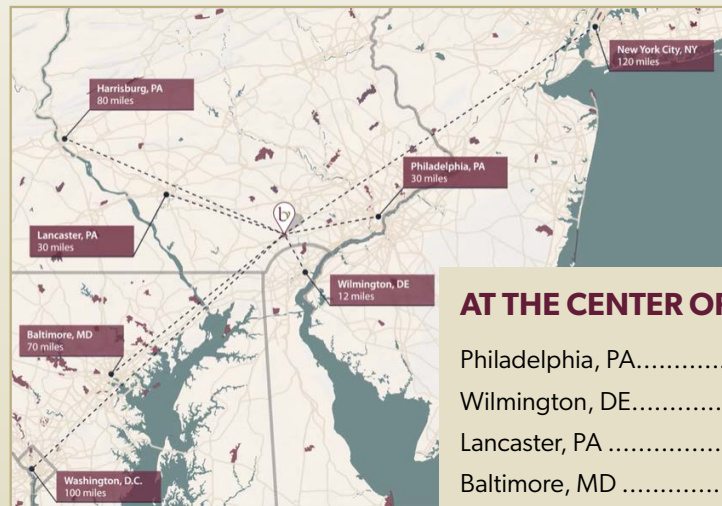 New York City, NY
120 miles
Harrisburg, PA
80 miles
Philadelphia, PA
30 miles
Lancaster, PA
30 miles
Wilmington, DE
12 miles
Baltimore, MD
70 miles
Washington, D.C.
100 miles
AT THE CENTER OF
Philadelphia, PA............
Wilmington, DE............
Lancaster, PA ...............
Baltimore, MD .............